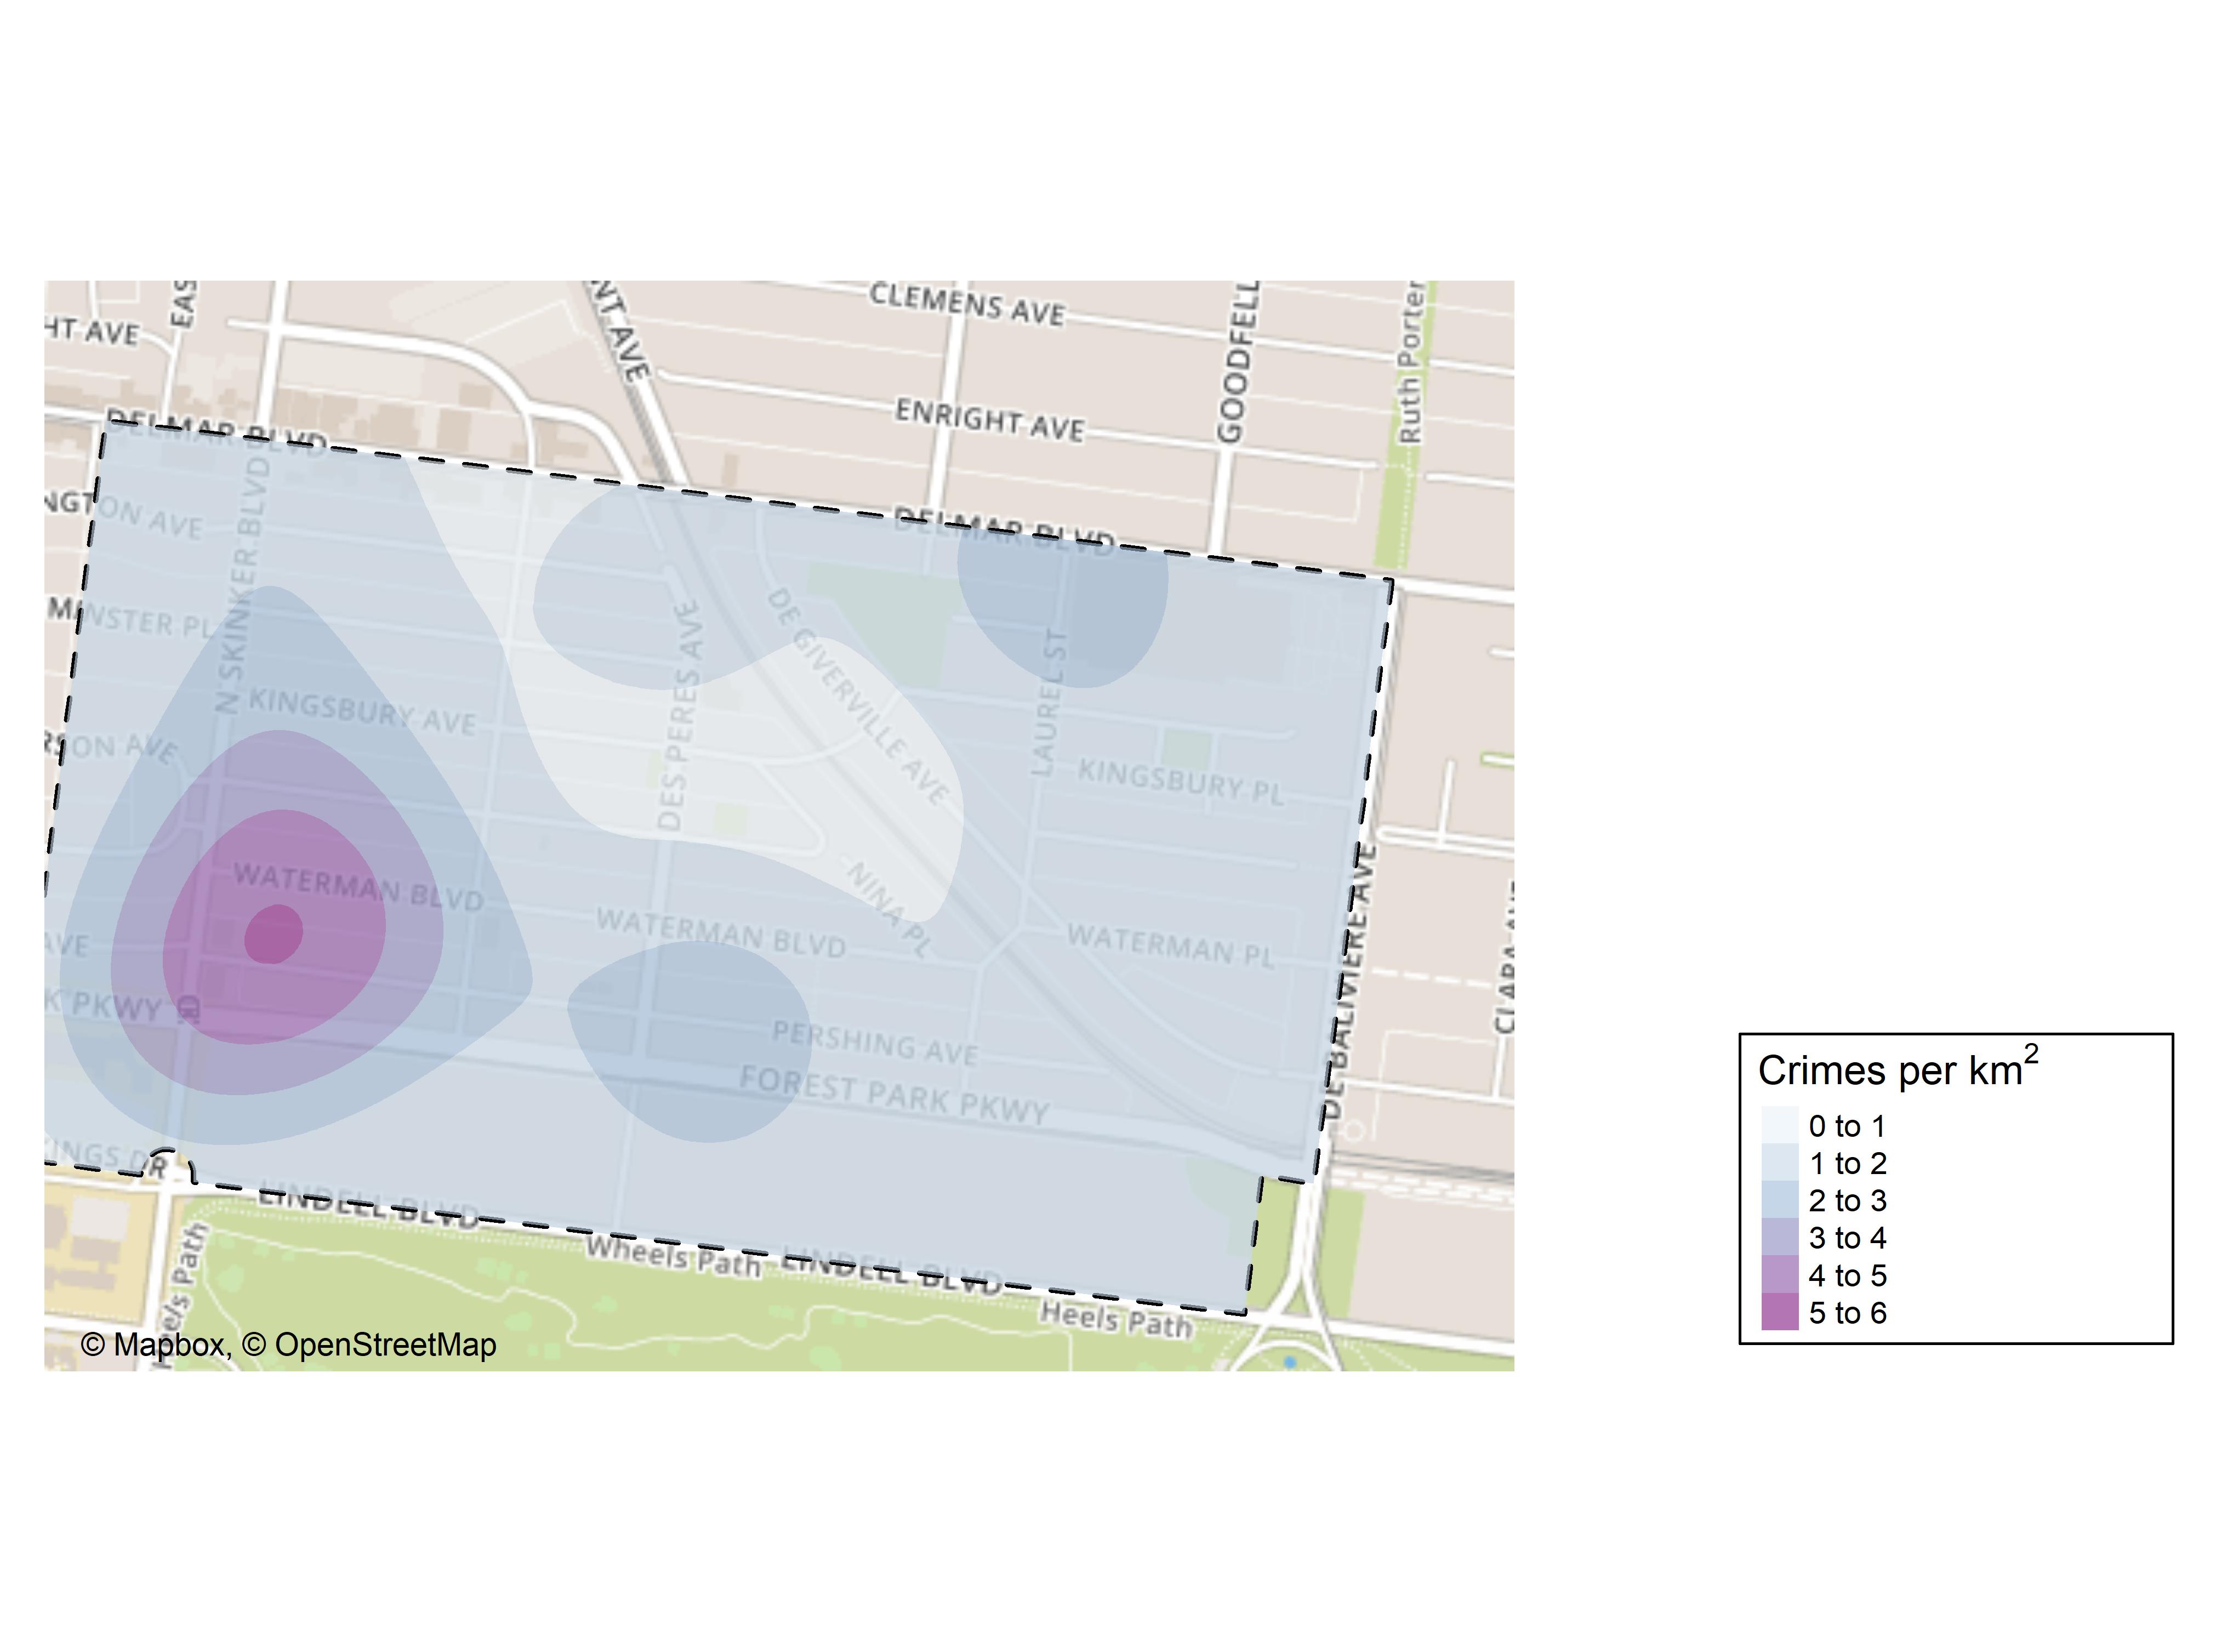 EAS
NT AVE
CLEMENS AVE
GOODFELL
Ruth Porter
HT AVE
ENRIGHT AVE
DELMAR BLVD
NGTON AVE
N SKINKER BLVD
DELMAR BLVD
MINSTER PL
DES PERES AVE
DE GIVERVILLE AVE
LAUREL ST
KINGSBURY AVE
RSON AVE
KINGSBURY PL
WATERMAN BLVD
NINA PL
WATERMAN BLVD
WATERMAN PL
AVE
DE BALIVIERE AVE
CLARA AVE
K PKWY
PERSHING AVE
FOREST PARK PKWY
INGS DR
LINDELL BLVD
Wheels Path
LINDELL BLVD
Heels Path
heels Path
© Mapbox, © OpenStreetMap
Crimes per km²
0 to 1
1 to 2
2 to 3
3 to 4
4 to 5
5 to 6